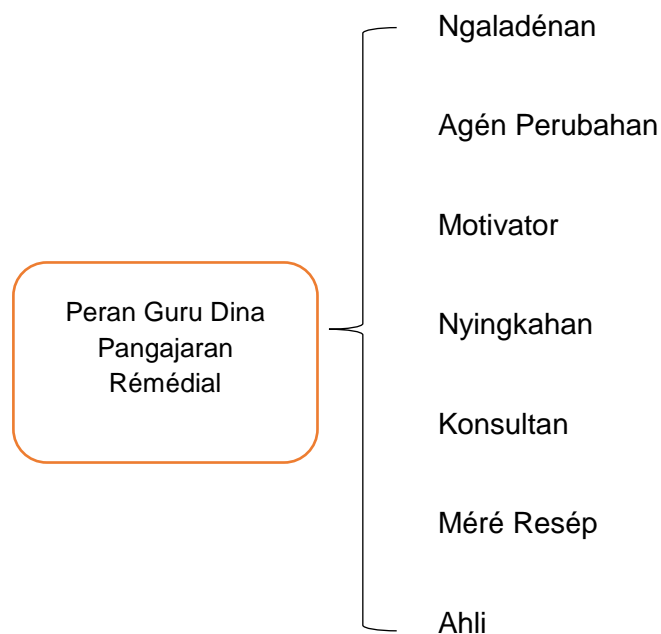 Peran Guru Dina
Pangajaran
Rémédial
Ngaladénan
Agén Perubahan
Motivator
Nyingkahan
Konsultan
Méré Resép
Ahli